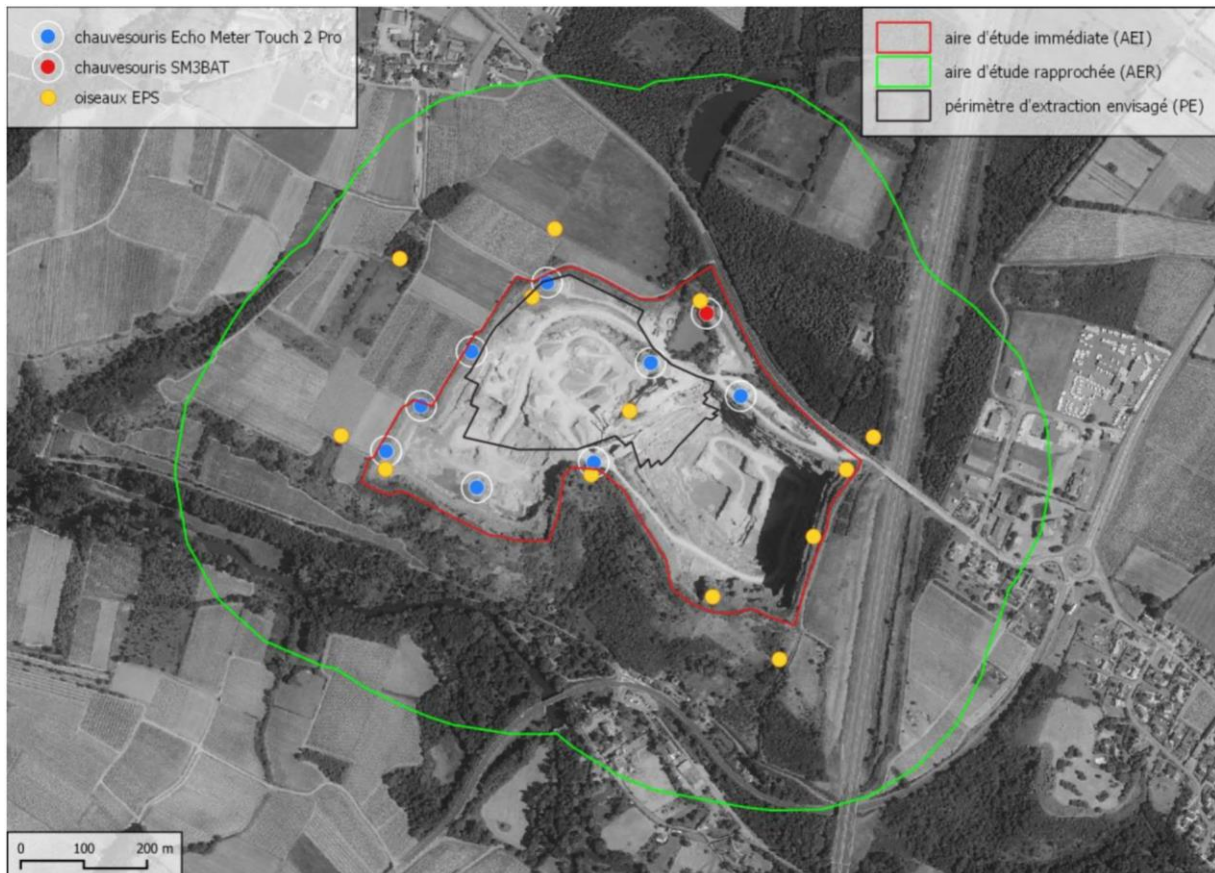 chauvesouris Echo Meter Touch 2 Pro
chauvesouris SM3BAT
oiseaux EPS
aire d'étude immédiate (AEI)
aire d'étude rapprochée (AER)
périmètre d'extraction envisagé (PE)
0 100 200 m